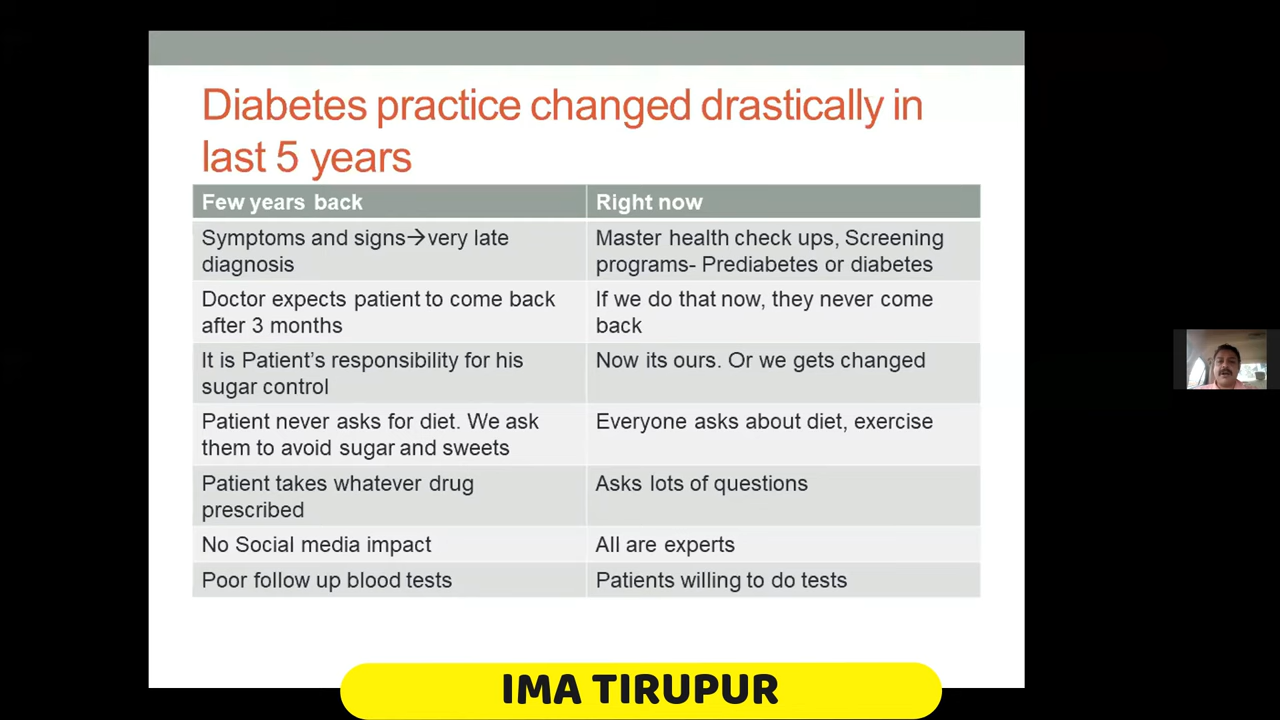 Diabetes practice changed drastically in
last 5 years
Few years back
Right now
Symptoms and signs→very late
diagnosis
Master health check ups, Screening
programs- Prediabetes or diabetes
Doctor expects patient to come back
after 3 months
If we do that now, they never come
back
It is Patient's responsibility for his
sugar control
Now its ours. Or we gets changed
Patient never asks for diet. We ask
them to avoid sugar and sweets
Everyone asks about diet, exercise
Patient takes whatever drug
prescribed
Asks lots of questions
No Social media impact
All are experts
Poor follow up blood tests
Patients willing to do tests
IMA TIRUPUR